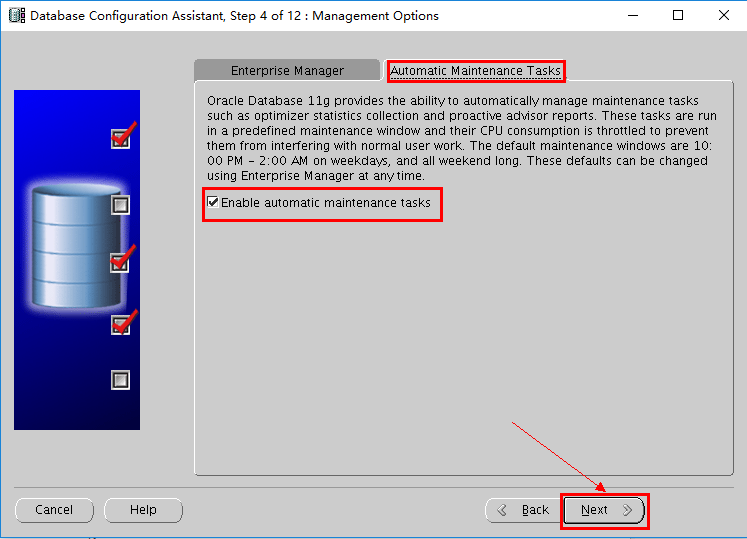 Database Configuration Assistant, Step 4 of 12 : Management Options
Enterprise Manager
Automatic Maintenance Tasks
Oracle Database 11g provides the ability to automatically manage maintenance tasks
such as optimizer statistics collection and proactive advisor reports. These tasks are run
in a predefined maintenance window and their CPU consumption is throttled to prevent
them from interfering with normal user work. The default maintenance windows are 10:
00 PM - 2:00 AM on weekdays, and all weekend long. These defaults can be changed
using Enterprise Manager at any time.
Enable automatic maintenance tasks
Cancel
Help
Back
Next